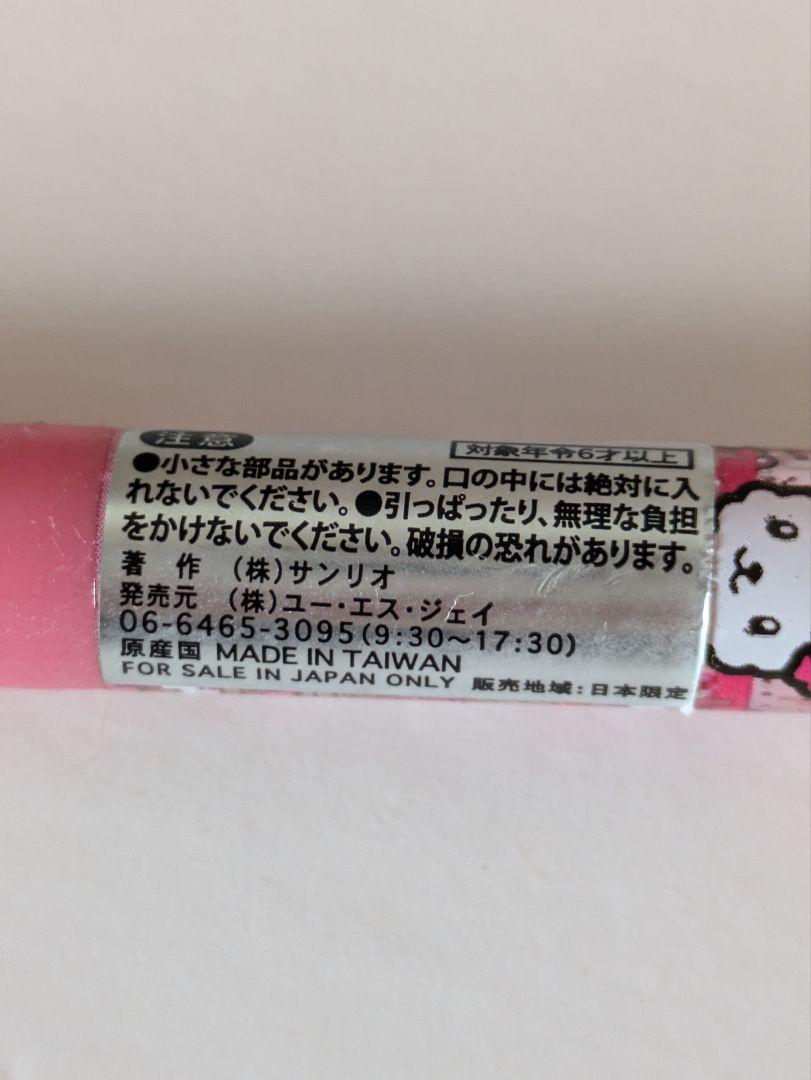 注意 対象年令6才以上
●小さな部品があります。口の中には絶対に入
れないでください。●引っぱったり、無理な負担
をかけないでください。破損の恐れがあります。
著 作 (株)サンリオ
発売元 (株)ユー・エス・ジェイ
06-6465-3095(9:30〜17:30)
原産国 MADE IN TAIWAN
FOR SALE IN JAPAN ONLY 販売地域:日本限定